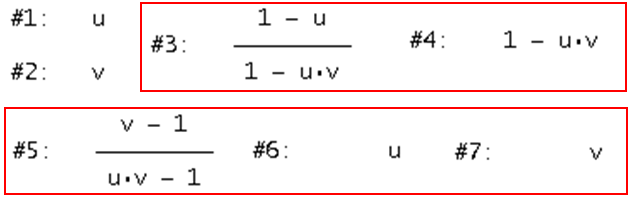 #1: u
#2: v
#3: 1 - u
1 - u·v
#4: 1 - u·v
#5: v - 1
u·v - 1
#6: u
#7: v